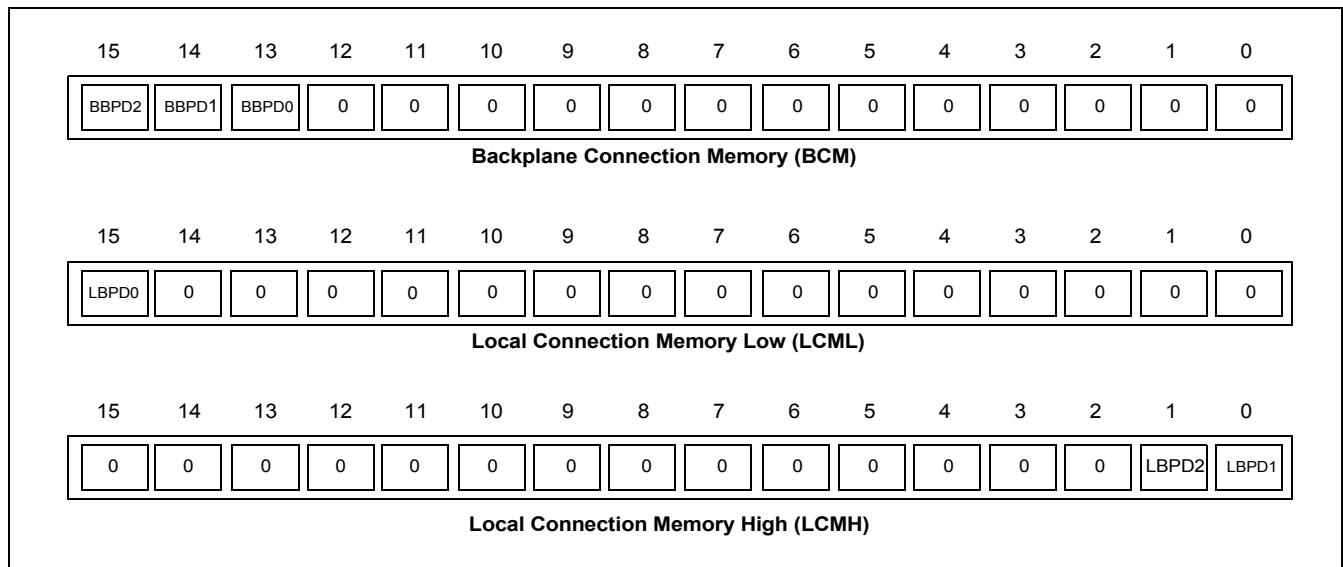 15 14 13 12 11 10 9 8 7 6 5 4 3 2 1 0
BBPD2 BBPD1 BBPD0 0 0 0 0 0 0 0 0 0 0 0 0 0
Backplane Connection Memory (BCM)
15 14 13 12 11 10 9 8 7 6 5 4 3 2 1 0
LBPD0 0 0 0 0 0 0 0 0 0 0 0 0 0 0 0
Local Connection Memory Low (LCML)
15 14 13 12 11 10 9 8 7 6 5 4 3 2 1 0
0 0 0 0 0 0 0 0 0 0 0 0 0 0 LBPD2 LBPD1
Local Connection Memory High (LCMH)